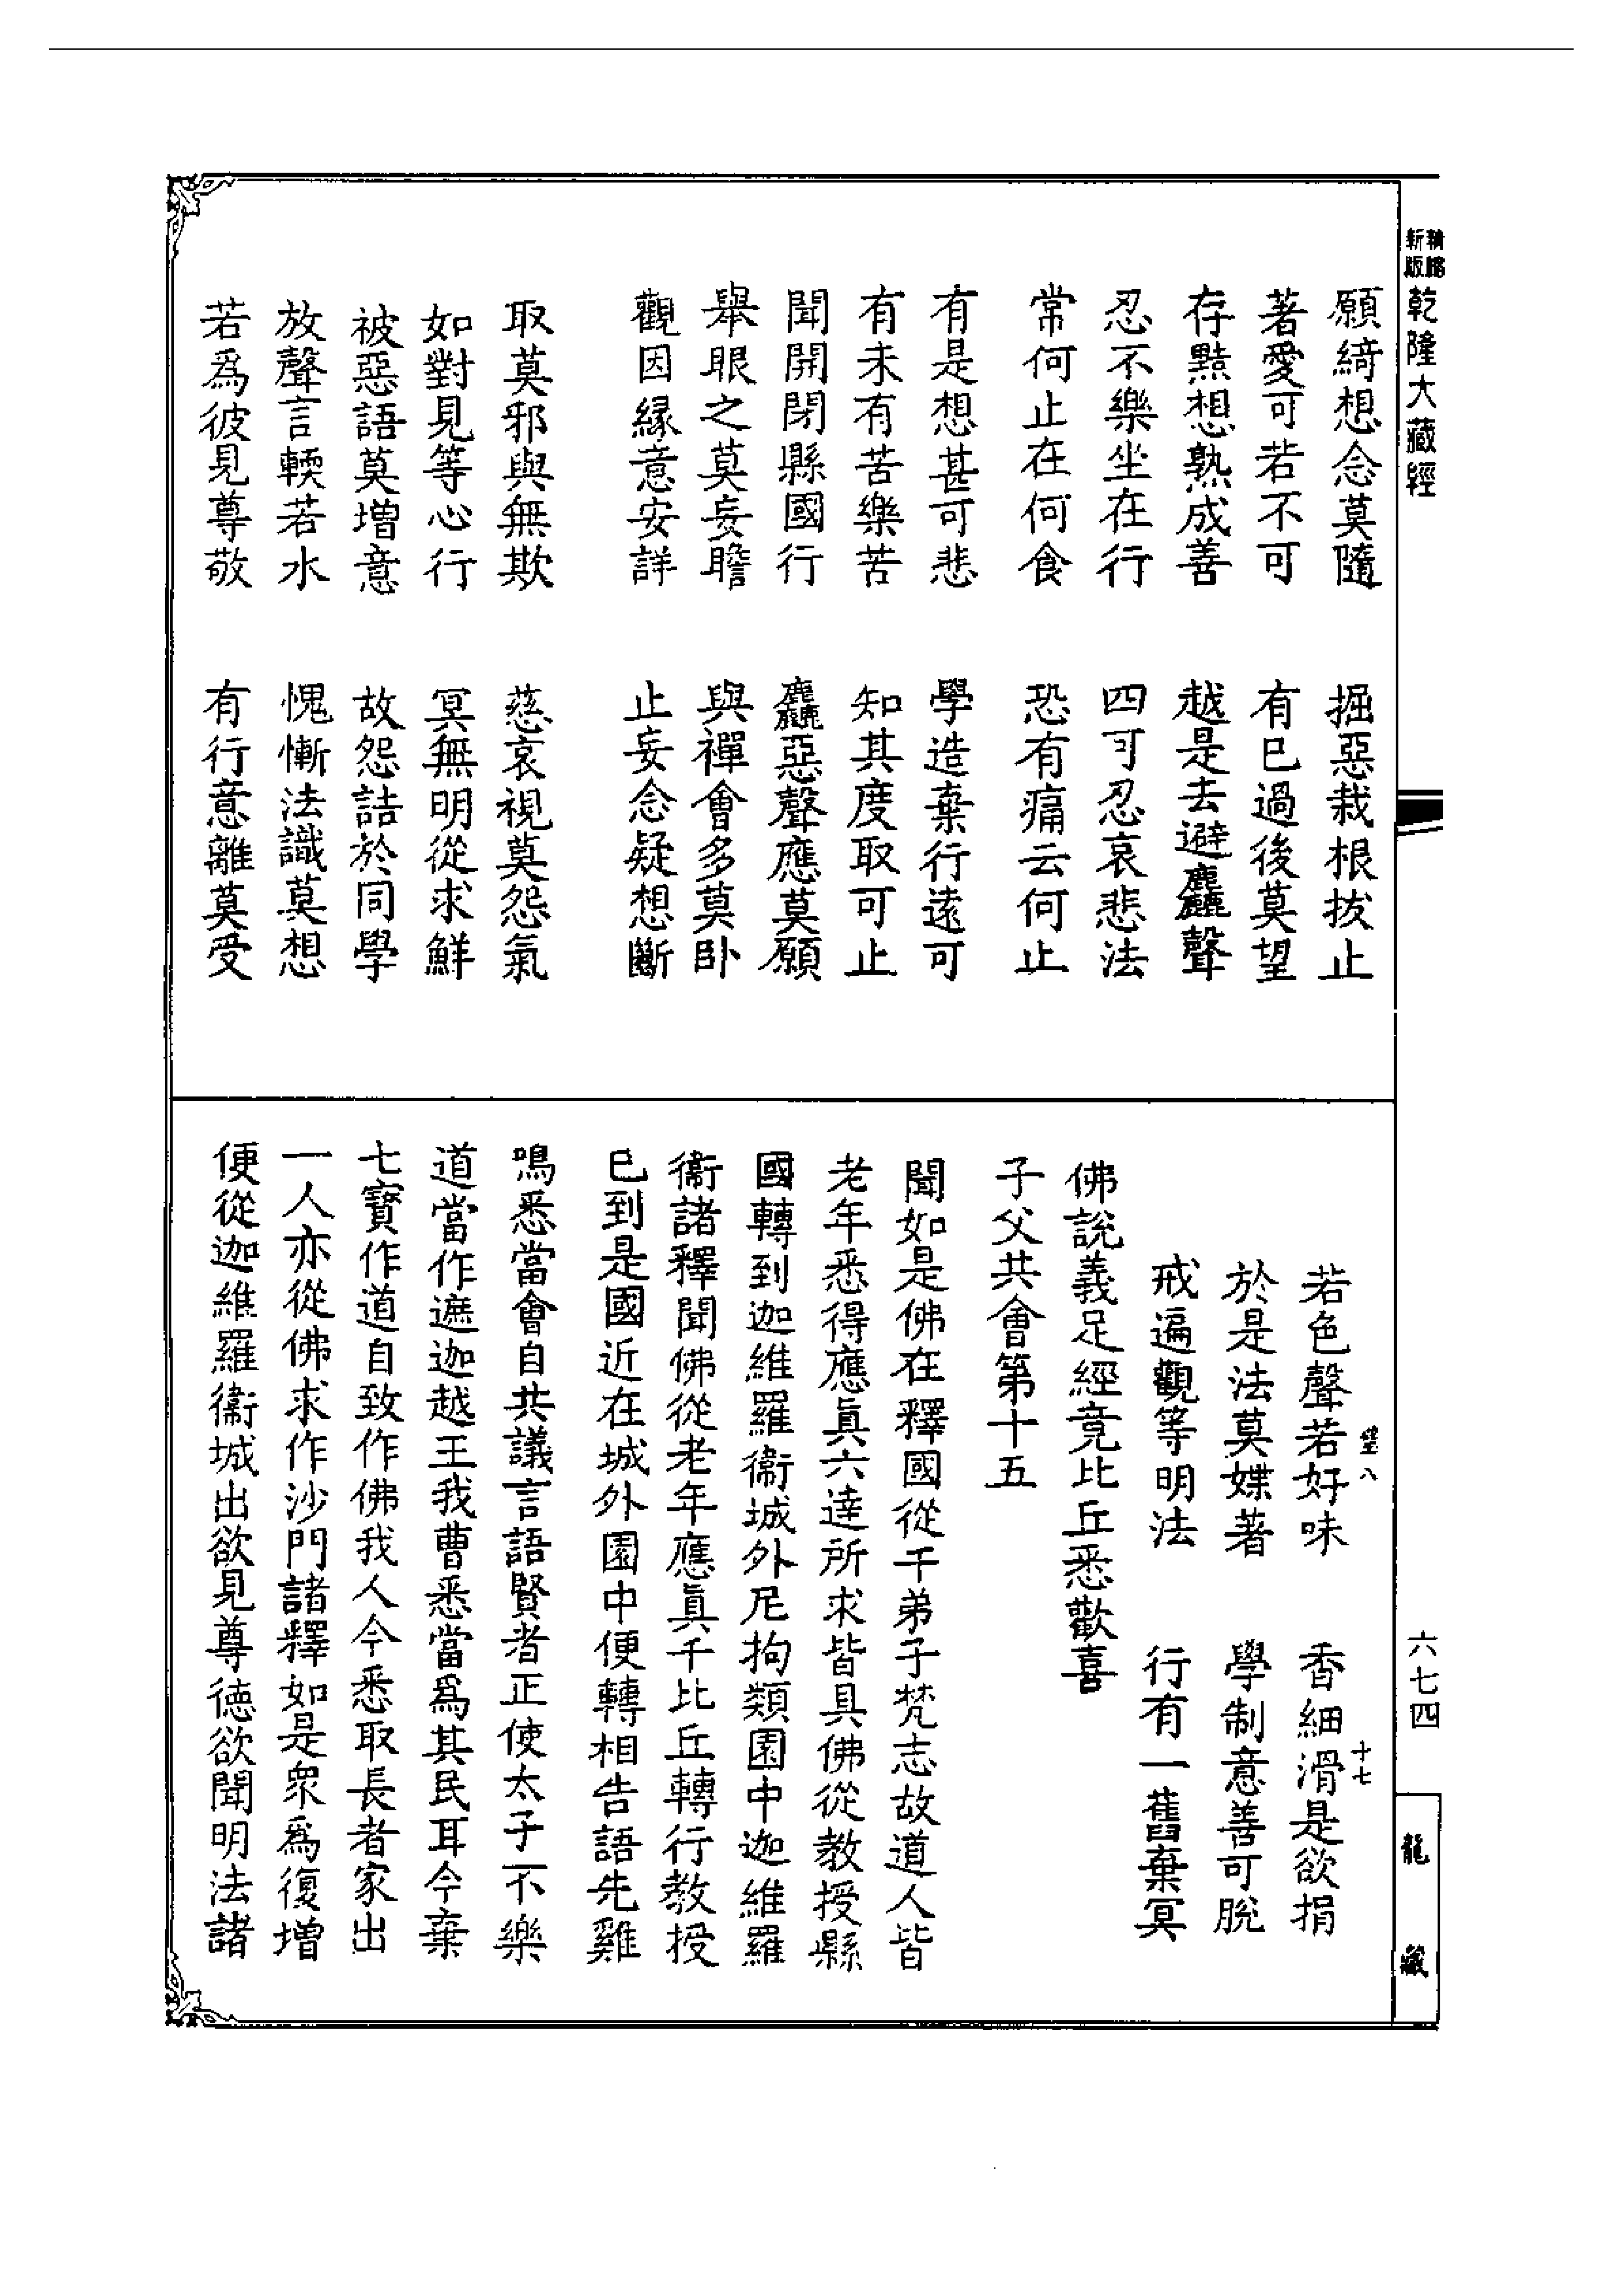 精縮新版乾隆大藏經
願綺想念莫隨　掘惡栽根拔止
著愛可若不可　有已過後莫望
存黠想熟成善　越是去避麤聲
忍不樂坐在行　四可忍哀悲法
常何止在何食　恐有痛云何止
有是想甚可悲　學造棄行遠可
有未有苦樂苦　知其度取可止
聞開閉縣國行　麤惡聲應莫願
舉眼之莫妄瞻　與禪會多莫卧
觀因緣意安詳　止妄念疑想斷
取莫邪與無欺　慈哀視莫怨氣
如對見等心行　冥無明從求鮮
被惡語莫增意　故怨詰於同學
放聲言輭若水　愧慚法識莫想
若爲彼見尊敬　有行意離莫受
若色聲若好味　香細滑是欲捐
於是法莫媟著　學制意善可脫
戒遍觀等明法　行有一舊棄冥
佛說義足經竟比丘悉歡喜
子父共會第十五
聞如是佛在釋國從千弟子梵志故道人皆
老年悉得應眞六達所求皆具佛從教授縣
國轉到迦維羅衞城外尼拘類園中迦維羅
衞諸釋聞佛從老年應眞千比丘轉行教授
已到是國近在城外園中便轉相告語先雞
鳴悉當會自共議言語賢者正使太子不樂
道當作遮迦越王我曹悉當爲其民耳今棄
七寳作道自致作佛我人今悉取長者家出
一人亦從佛求作沙門諸釋如是衆爲復增
便從迦維羅衞城出欲見尊德欲聞明法諸
八
十七
六七四
龍藏